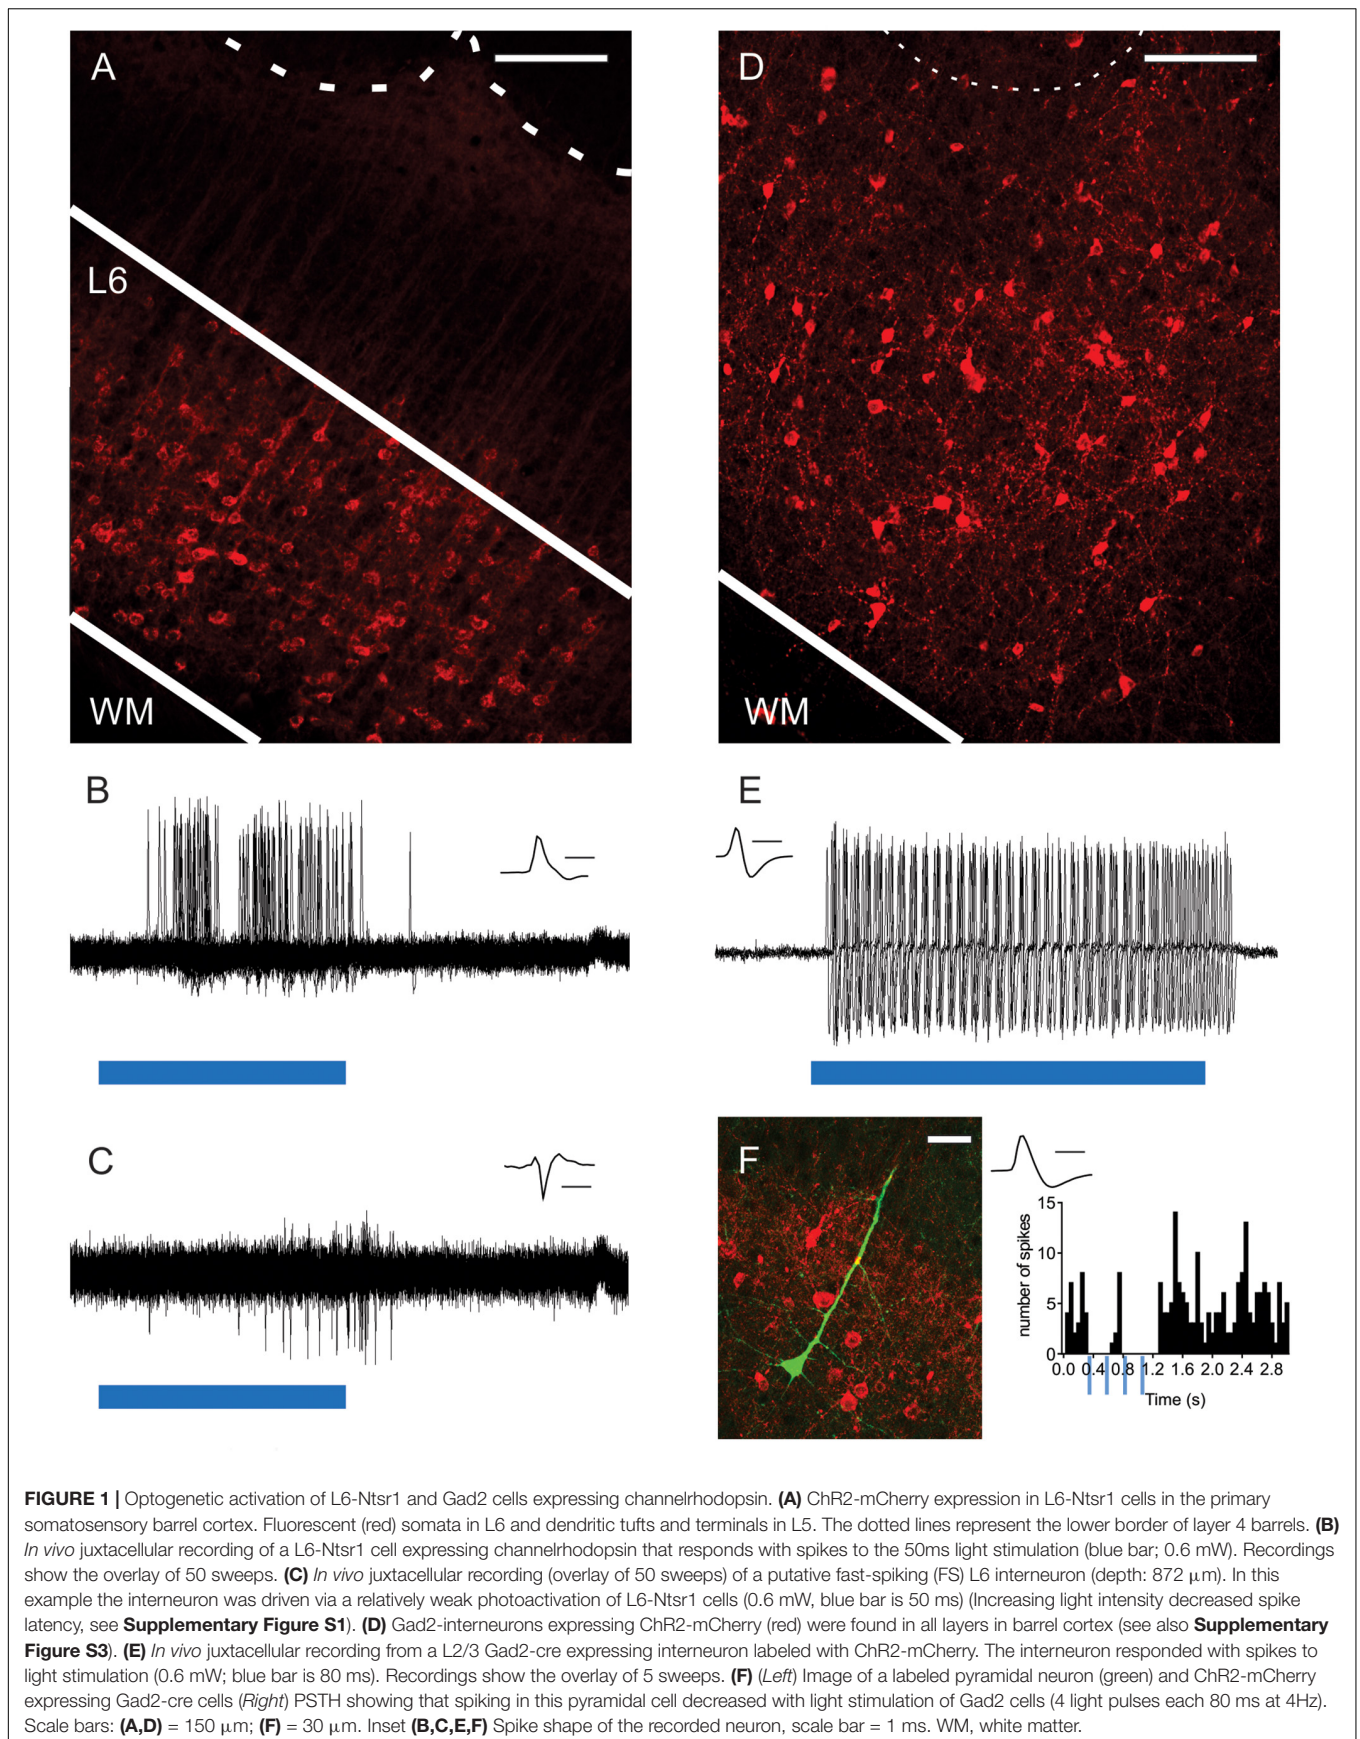 A
L6
WM
D
WM
B
E
C
F
number of spikes
15
10
5
0
0.0 0.4 0.8 1.2 1.6 2.0 2.4 2.8
Time (s)
FIGURE 1 | Optogenetic activation of L6-Ntsr1 and Gad2 cells expressing channelrhodopsin. (A) ChR2-mCherry expression in L6-Ntsr1 cells in the primary
somatosensory barrel cortex. Fluorescent (red) somata in L6 and dendritic tufts and terminals in L5. The dotted lines represent the lower border of layer 4 barrels. (B)
In vivo juxtacellular recording of a L6-Ntsr1 cell expressing channelrhodopsin that responds with spikes to the 50ms light stimulation (blue bar; 0.6 mW). Recordings
show the overlay of 50 sweeps. (C) In vivo juxtacellular recording (overlay of 50 sweeps) of a putative fast-spiking (FS) L6 interneuron (depth: 872 μm). In this
example the interneuron was driven via a relatively weak photoactivation of L6-Ntsr1 cells (0.6 mW, blue bar is 50 ms) (Increasing light intensity decreased spike
latency, see Supplementary Figure S1). (D) Gad2-interneurons expressing ChR2-mCherry (red) were found in all layers in barrel cortex (see also Supplementary
Figure S3). (E) In vivo juxtacellular recording from a L2/3 Gad2-cre expressing interneuron labeled with ChR2-mCherry. The interneuron responded with spikes to
light stimulation (0.6 mW; blue bar is 80 ms). Recordings show the overlay of 5 sweeps. (F) (Left) Image of a labeled pyramidal neuron (green) and ChR2-mCherry
expressing Gad2-cre cells (Right) PSTH showing that spiking in this pyramidal cell decreased with light stimulation of Gad2 cells (4 light pulses each 80 ms at 4Hz).
Scale bars: (A,D) = 150 μm; (F) = 30 μm. Inset (B,C,E,F) Spike shape of the recorded neuron, scale bar = 1 ms. WM, white matter.